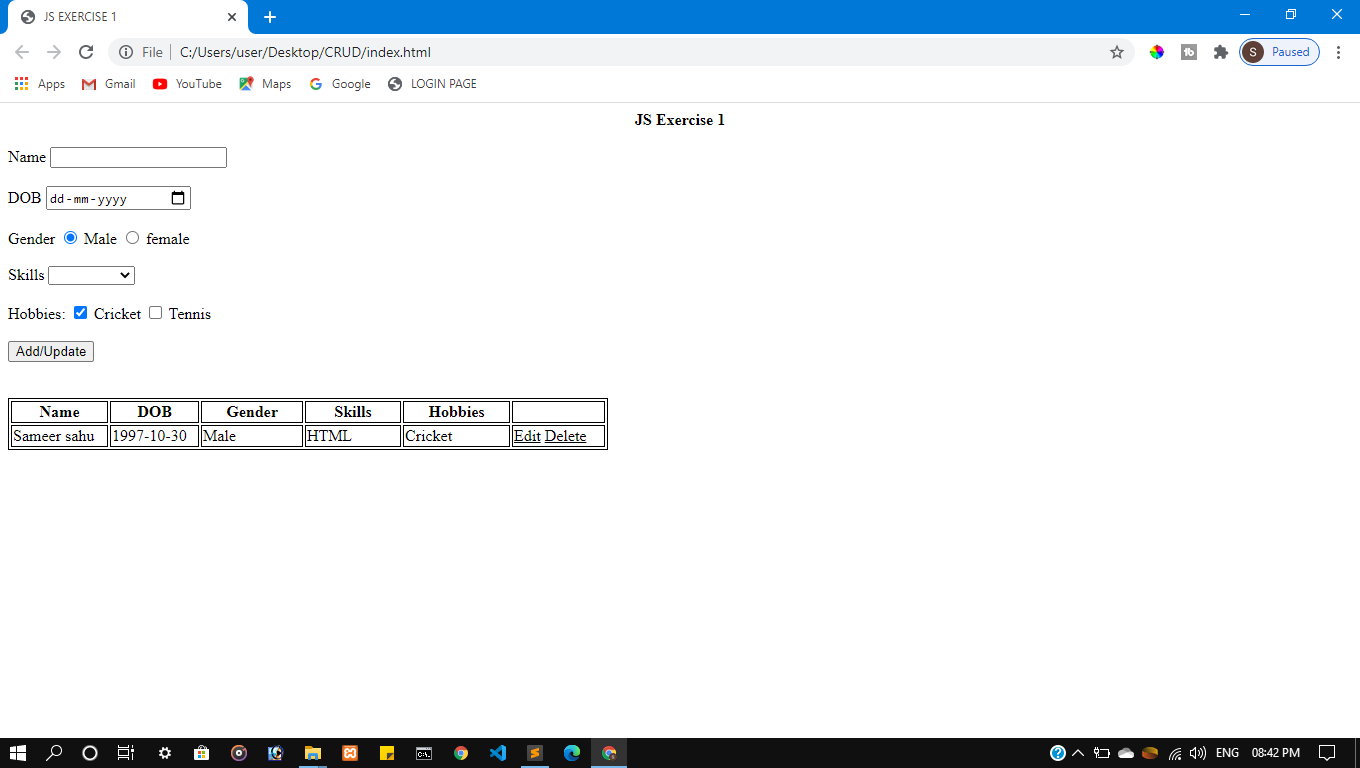 JS EXERCISE 1
File C:/Users/user/Desktop/CRUD/index.html S Paused
Apps Gmail YouTube Maps Google LOGIN PAGE
JS Exercise 1
Name
DOB dd-mm-yyyy
Gender Male female
Skills
Hobbies: Cricket Tennis
Add/Update
Name DOB Gender Skills Hobbies
Sameer sahu 1997-10-30 Male HTML Cricket Edit Delete
ENG 08:42 PM